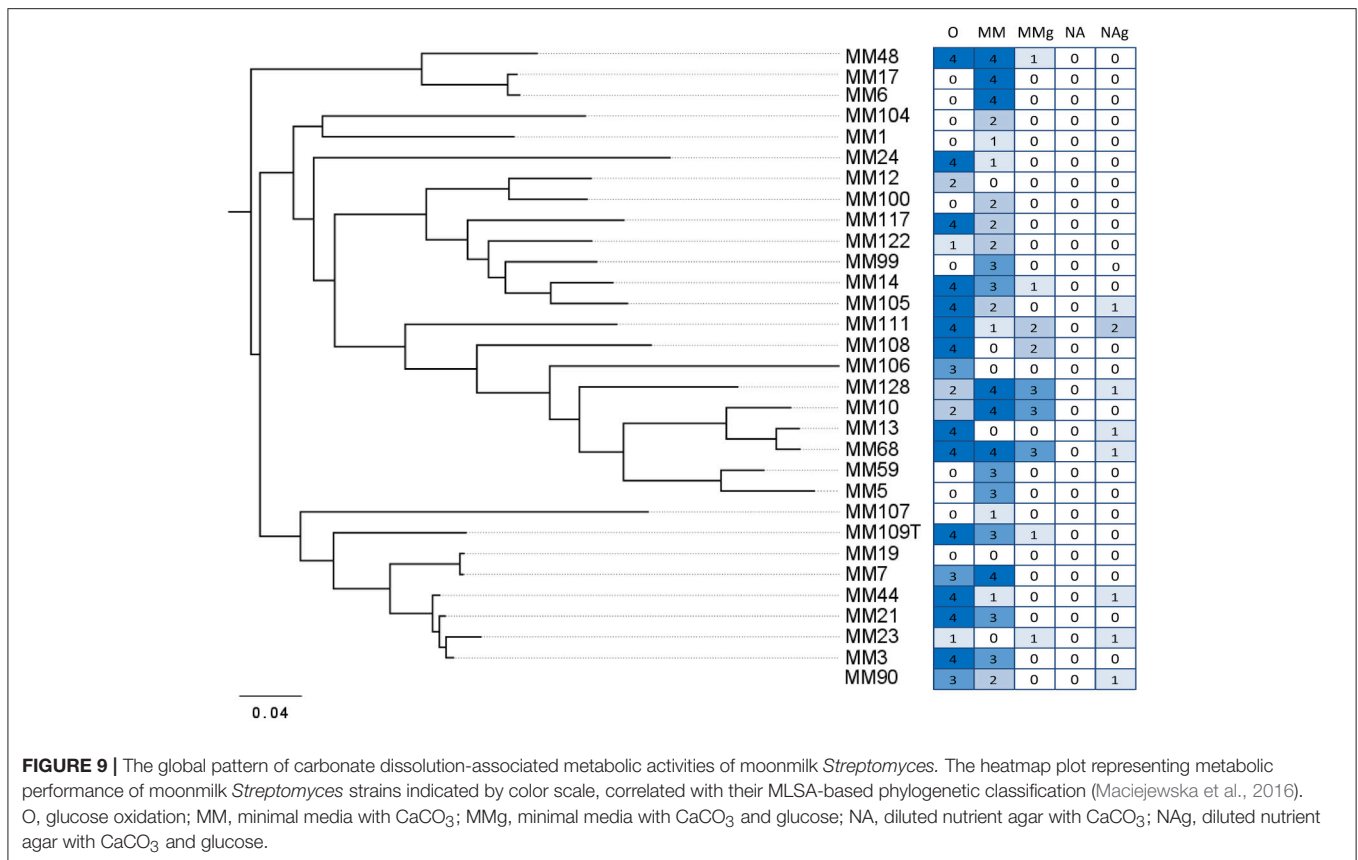 O MM MMg NA NAg
MM48 4 4 1 0 0
MM17 0 4 0 0 0
MM6 0 4 0 0 0
MM104 0 2 0 0 0
MM1 0 1 0 0 0
MM24 4 1 0 0 0
MM12 2 0 0 0 0
MM100 0 2 0 0 0
MM117 4 2 0 0 0
MM122 1 2 0 0 0
MM99 0 3 0 0 0
MM14 4 3 1 0 0
MM105 4 2 0 0 1
MM111 4 1 2 0 2
MM108 4 0 2 0 0
MM106 3 0 0 0 0
MM128 2 4 3 0 1
MM10 2 4 3 0 0
MM13 4 0 0 0 1
MM68 4 4 3 0 1
MM59 0 3 0 0 0
MM5 0 3 0 0 0
MM107 0 1 0 0 0
MM109T 4 3 1 0 0
MM19 0 0 0 0 0
MM7 3 4 0 0 0
MM44 4 1 0 0 1
MM21 4 3 0 0 0
MM23 1 0 1 0 1
MM3 4 3 0 0 0
MM90 3 2 0 0 1
0.04
FIGURE 9 | The global pattern of carbonate dissolution-associated metabolic activities of moonmilk Streptomyces. The heatmap plot representing metabolic
performance of moonmilk Streptomyces strains indicated by color scale, correlated with their MLSA-based phylogenetic classification (Maciejewska et al., 2016).
O, glucose oxidation; MM, minimal media with CaCO₃; MMg, minimal media with CaCO₃ and glucose; NA, diluted nutrient agar with CaCO₃; NAg, diluted nutrient
agar with CaCO₃ and glucose.